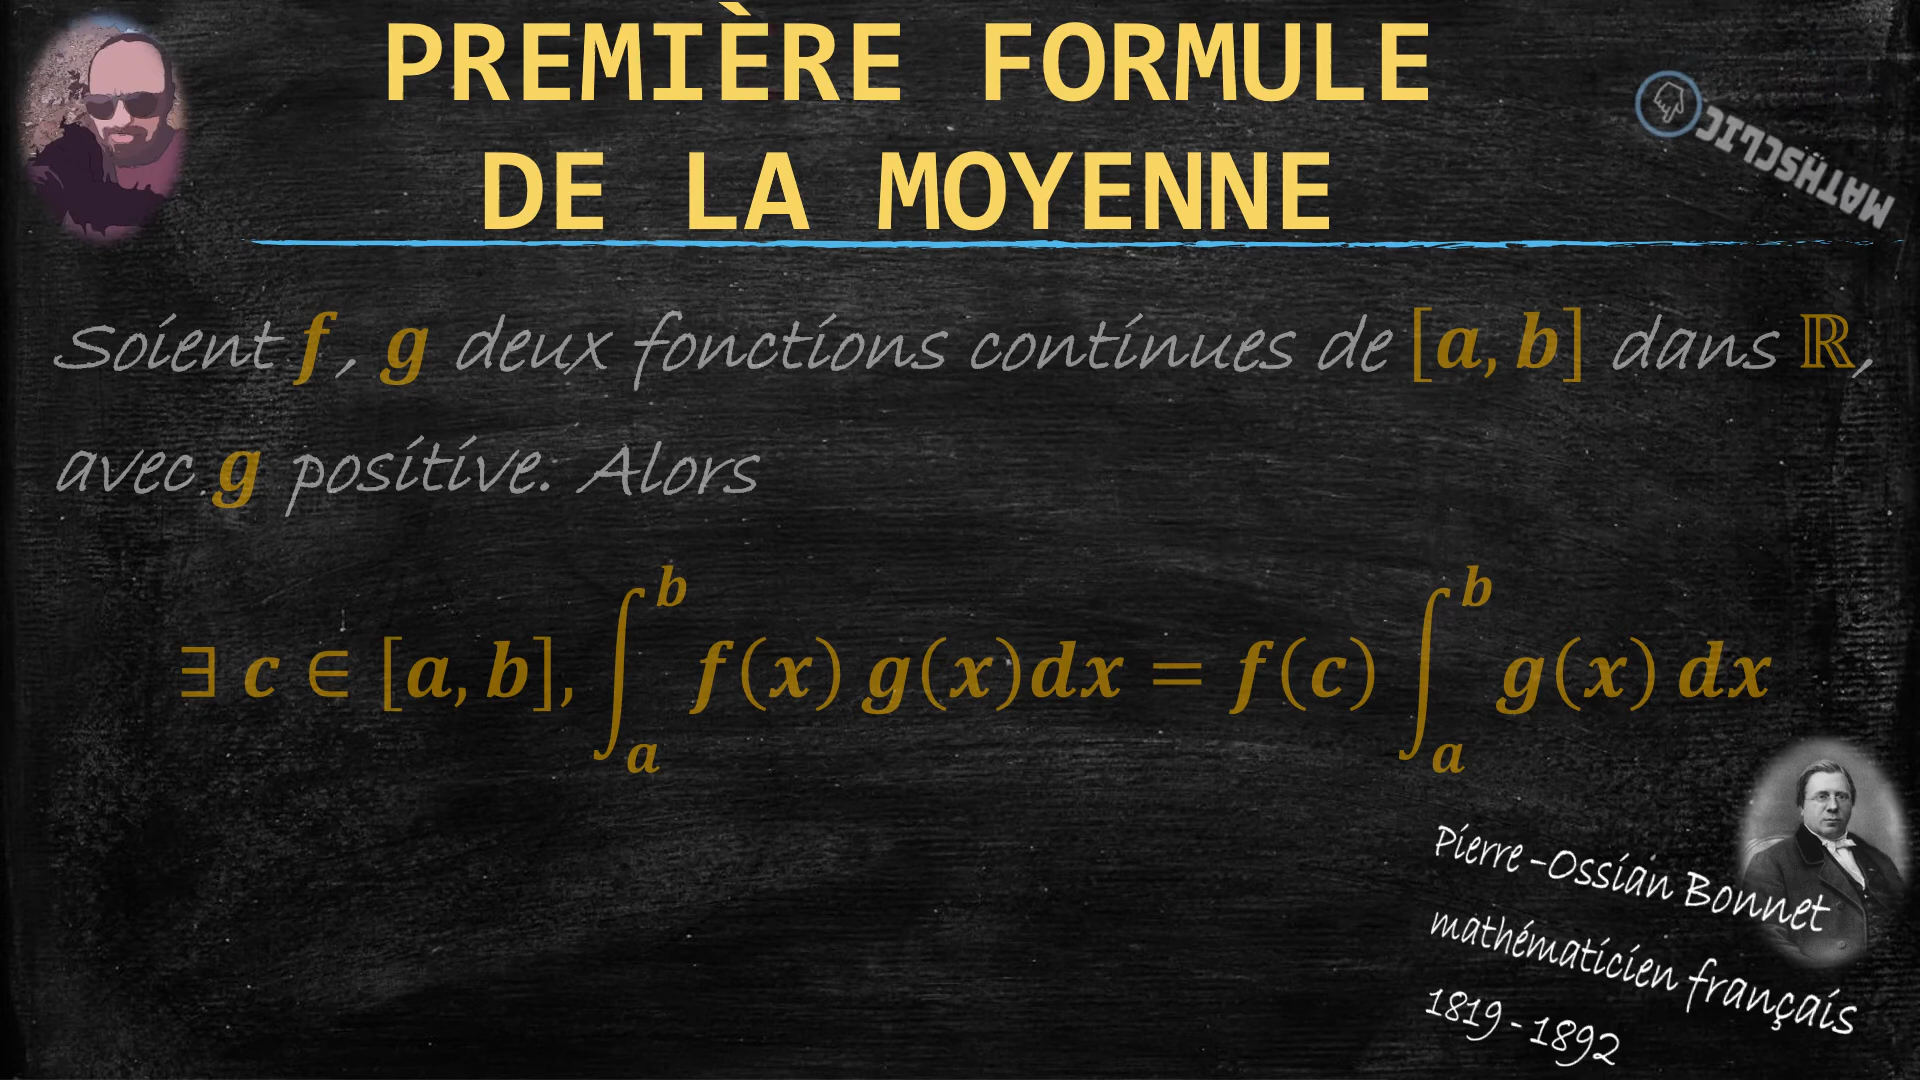 PREMIÈRE FORMULE
DE LA MOYENNE
MATHSCLIC
Soient f, g deux fonctions continues de [a, b] dans ℝ,
avec g positive. Alors
∃ c ∈ [a, b], ∫_a^b f(x) g(x)dx = f(c) ∫_a^b g(x) dx
Pierre-Ossian Bonnet
mathématicien français
1819-1892